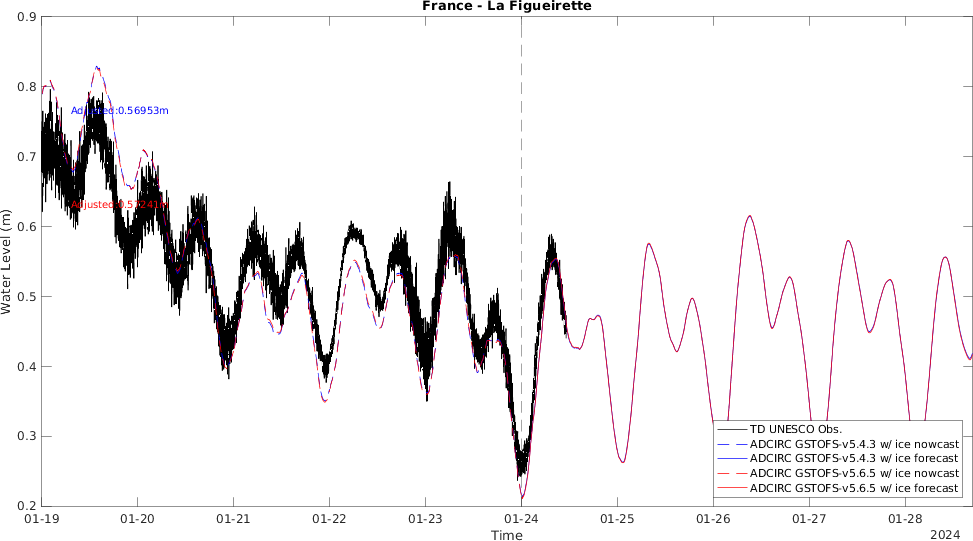 France - La Figueirette
0.9
0.8
0.7
0.6
0.5
0.4
0.3
0.2
Water Level (m)
Adjusted:0.56953m
TD UNESCO Obs.
ADCIRC GSTOFS-v5.4.3 w/ ice nowcast
ADCIRC GSTOFS-v5.4.3 w/ ice forecast
ADCIRC GSTOFS-v5.6.5 w/ ice nowcast
ADCIRC GSTOFS-v5.6.5 w/ ice forecast
01-19
01-20
01-21
01-22
01-23
01-24
01-25
01-26
01-27
01-28
Time
2024